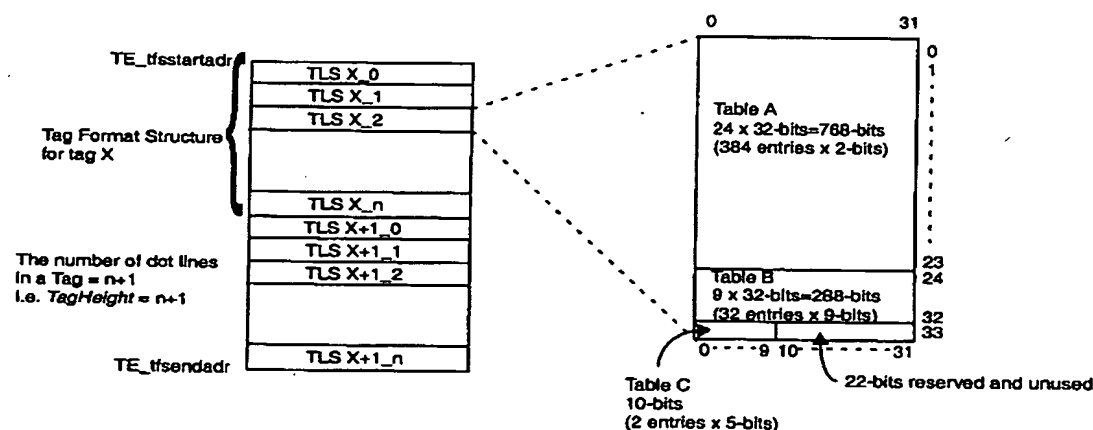 TE_tfsstartadr
TLS X_0
TLS X_1
TLS X_2
Tag Format Structure
for tag X
TLS X_n
TLS X+1_0
TLS X+1_1
TLS X+1_2
The number of dot lines
in a Tag = n+1
i.e. TagHeight = n+1
TE_tfsendadr
TLS X+1_n
0 31
0
1
Table A
24 x 32-bits=768-bits
(384 entries x 2-bits)
23
Table B
24
9 x 32-bits=288-bits
(32 entries x 9-bits)
32
33
0 9 10 31
Table C
10-bits
(2 entries x 5-bits)
22-bits reserved and unused